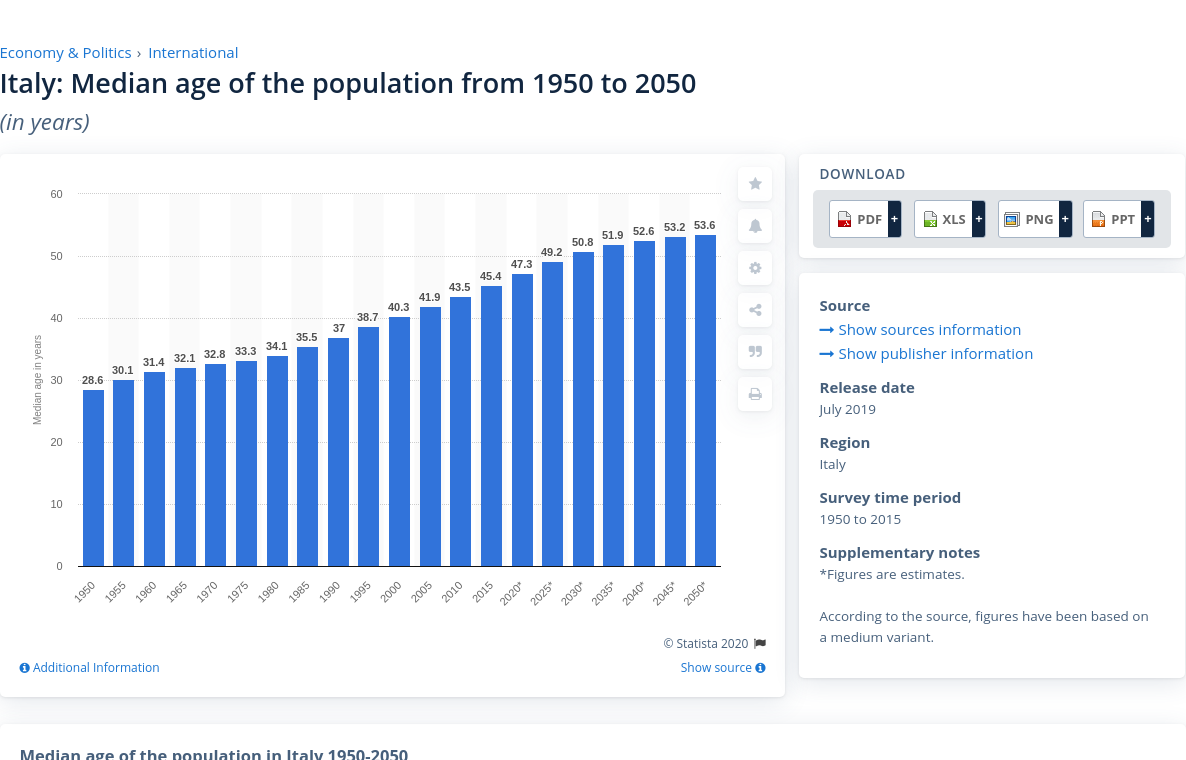 Economy & Politics › International
Italy: Median age of the population from 1950 to 2050
(in years)
60
50
40
30
20
10
0
Median age in years
28.6
30.1
31.4
32.1
32.8
33.3
34.1
35.5
37
38.7
40.3
41.9
43.5
45.4
47.3
49.2
50.8
51.9
52.6
53.2
53.6
1950
1955
1960
1965
1970
1975
1980
1985
1990
1995
2000
2005
2010
2015
2020*
2025*
2030*
2035*
2040*
2045*
2050*
© Statista 2020
Additional Information
Show source
DOWNLOAD
PDF +
XLS +
PNG +
PPT +
Source
Show sources information
Show publisher information
Release date
July 2019
Region
Italy
Survey time period
1950 to 2015
Supplementary notes
*Figures are estimates.
According to the source, figures have been based on
a medium variant.
Median age of the population in Italy 1950-2050